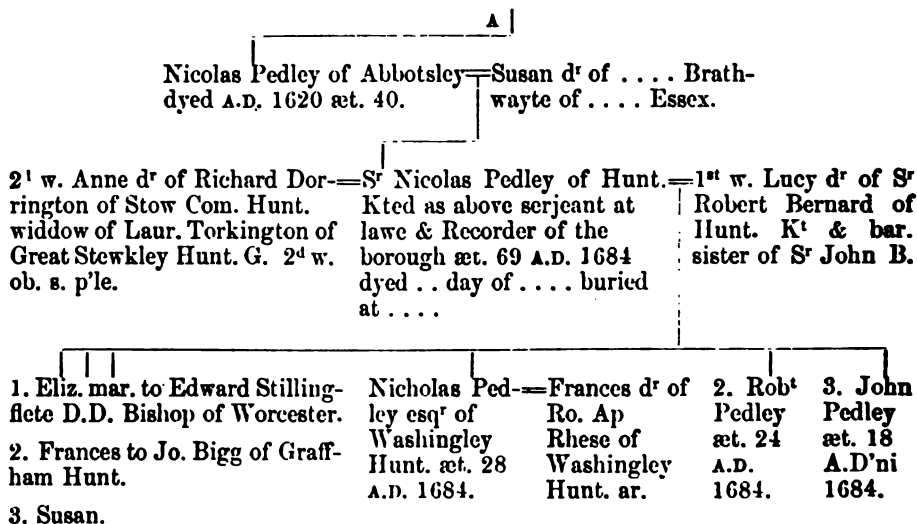 A
Nicolas Pedley of Abbotsley=Susan dʳ of . . . . Brath-
dyed A.D. 1620 æt. 40. wayte of . . . . Essex.
2ᵗ w. Anne dʳ of Richard Dor-
rington of Stow Com. Hunt.
widdow of Laur. Torkington of
Great Stewkley Hunt. G. 2ᵈ w.
ob. s. p'le.
=Sʳ Nicolas Pedley of Hunt.
Kted as above serjeant at
lawe & Recorder of the
borough æt. 69 A.D. 1684
dyed . . day of . . . . buried
at . . . .
=1ˢᵗ w. Lucy dʳ of Sʳ
Robert Bernard of
Hunt. Kᵗ & bar.
sister of Sʳ John B.
1. Eliz. mar. to Edward Stilling-
flete D.D. Bishop of Worcester.
2. Frances to Jo. Bigg of Graff-
ham Hunt.
3. Susan.
Nicholas Ped-
ley esqʳ of
Washingley
Hunt. æt. 28
A.D. 1684.
=Frances dʳ of
Ro. Ap
Rhese of
Washingley
Hunt. ar.
2. Robᵗ
Pedley
æt. 24
A.D.
1684.
3. John
Pedley
æt. 18
A.D'ni
1684.